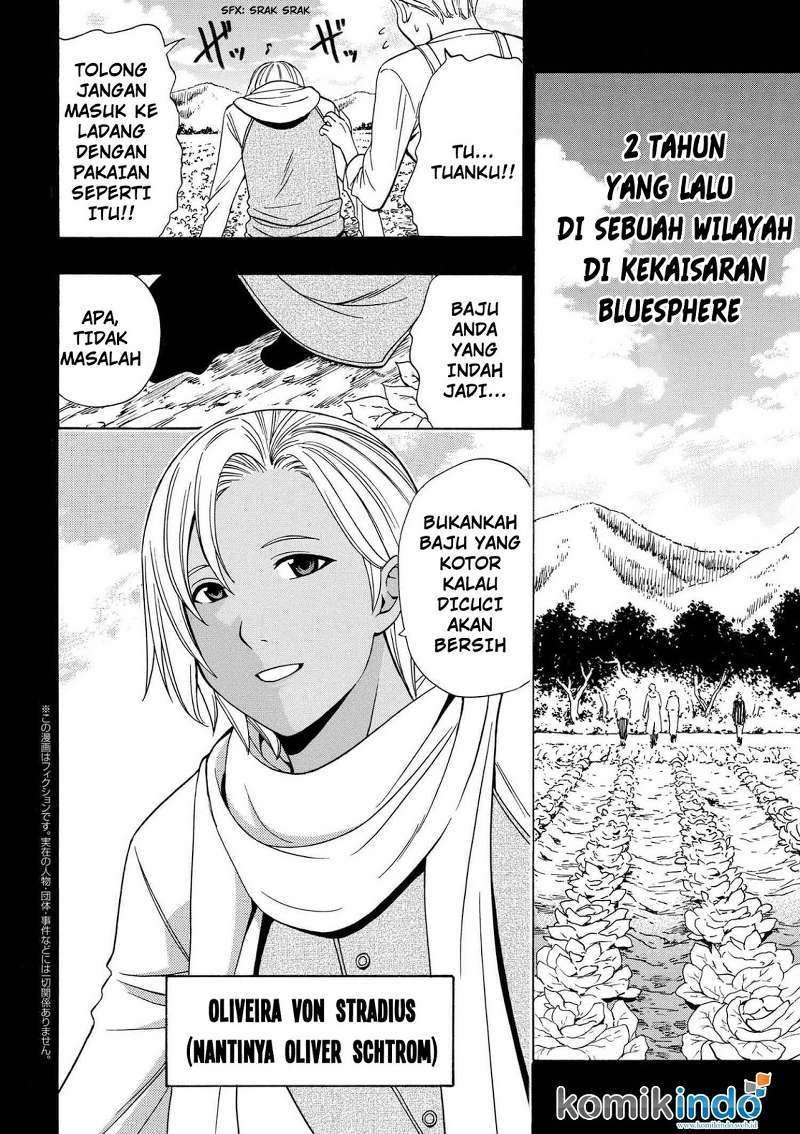 2 TAHUN
YANG LALU
DI SEBUAH WILAYAH
DI KEKAISARAN
BLUESPHERE
SFX: SRAK SRAK
ザッ
ザッ
TU...
TUANKU!!
TOLONG
JANGAN
MASUK KE
LADANG
DENGAN
PAKAIAN
SEPERTI
ITU!!
BAJU
ANDA
YANG
INDAH
JADI...
APA,
TIDAK
MASALAH
BUKANKAH
BAJU YANG
KOTOR
KALAU
DICUCI
AKAN
BERSIH
OLIVEIRA VON STRADIUS
(NANTINYA OLIVER SCHTROM)
※この漫画はフィクションです。実在の人物・団体・事件などには一切関係ありません。
komikindo
www.komikindo.web.id